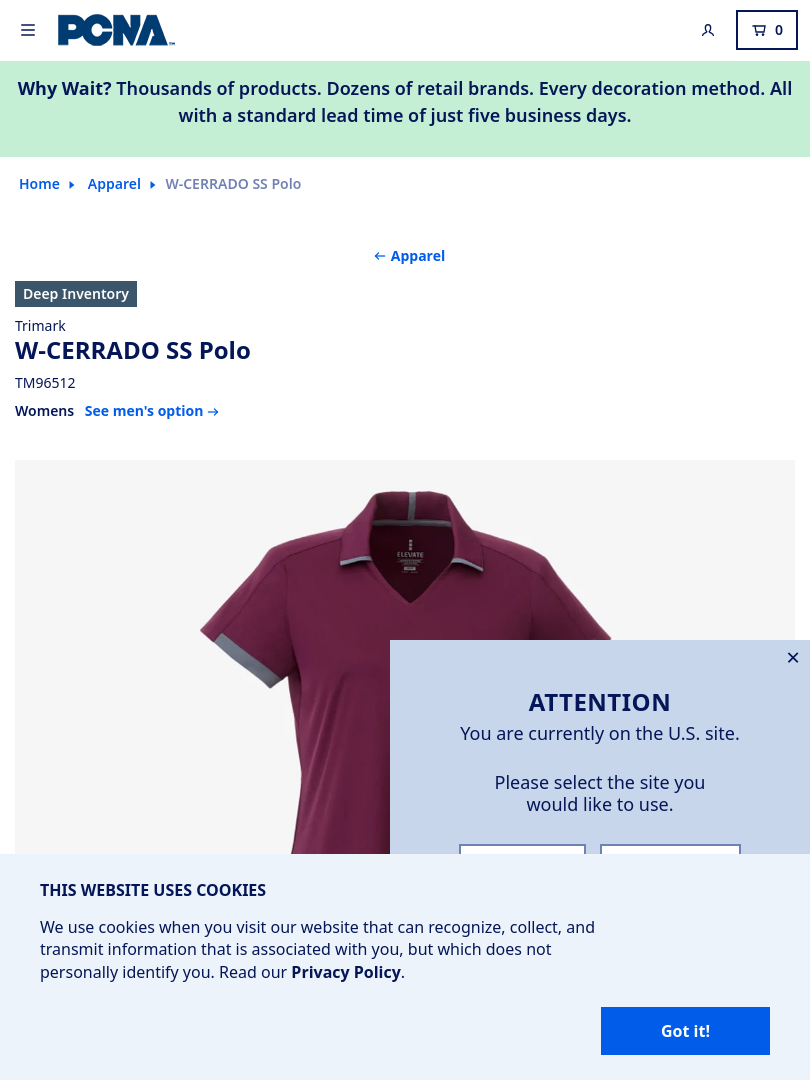 PCNA
0
Why Wait? Thousands of products. Dozens of retail brands. Every decoration method. All
with a standard lead time of just five business days.
Home Apparel W-CERRADO SS Polo
← Apparel
Deep Inventory
Trimark
W-CERRADO SS Polo
TM96512
Womens See men's option →
ELEVATE
ATTENTION
You are currently on the U.S. site.
Please select the site you
would like to use.
THIS WEBSITE USES COOKIES
We use cookies when you visit our website that can recognize, collect, and
transmit information that is associated with you, but which does not
personally identify you. Read our Privacy Policy.
Got it!